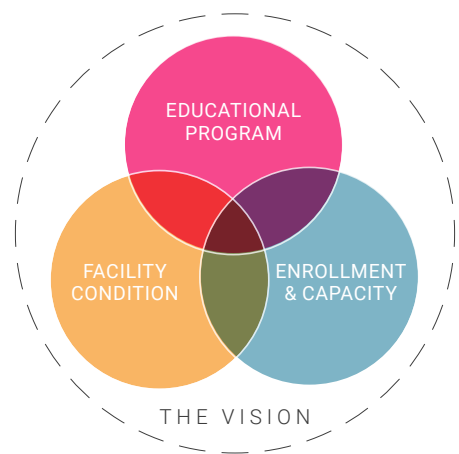 EDUCATIONAL
PROGRAM
FACILITY
CONDITION
ENROLLMENT
& CAPACITY
THE VISION